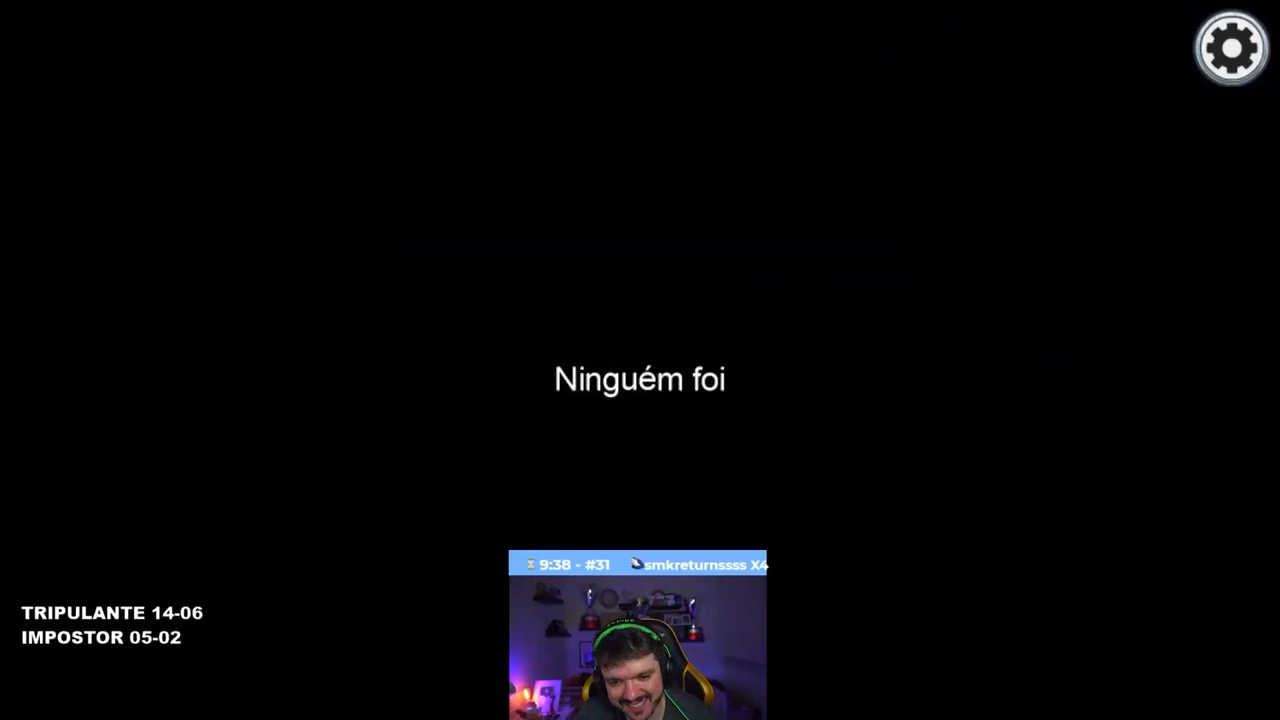 Ninguém foi
9:38 - #31 smkreturnssss X4
TRIPULANTE 14-06
IMPOSTOR 05-02